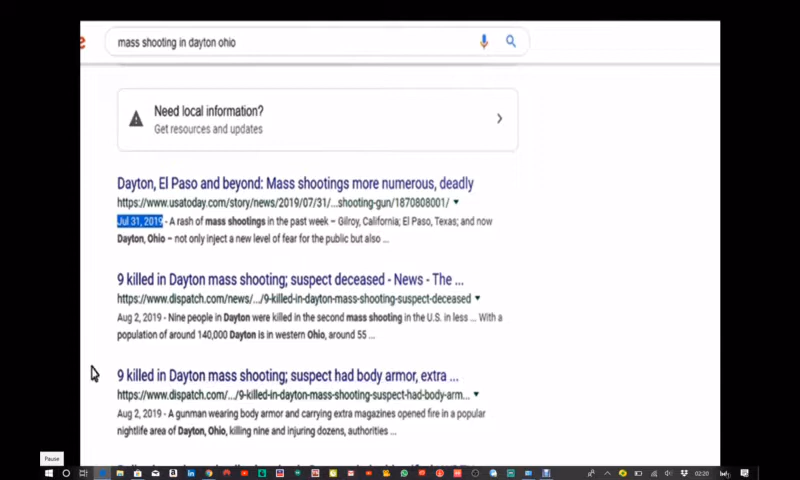 mass shooting in dayton ohio
Need local information?
Get resources and updates
Dayton, El Paso and beyond: Mass shootings more numerous, deadly
https://www.usatoday.com/story/news/2019/07/31/...shooting-gun/1870808001/
Jul 31, 2019 - A rash of mass shootings in the past week – Gilroy, California; El Paso, Texas; and now
Dayton, Ohio – not only inject a new level of fear for the public but also ...
9 killed in Dayton mass shooting; suspect deceased - News - The ...
https://www.dispatch.com/news/.../9-killed-in-dayton-mass-shooting-suspect-deceased
Aug 2, 2019 - Nine people in Dayton were killed in the second mass shooting in the U.S. in less ... With a
population of around 140,000 Dayton is in western Ohio, around 55 ...
9 killed in Dayton mass shooting; suspect had body armor, extra ...
https://www.dispatch.com/.../9-killed-in-dayton-mass-shooting-suspect-had-body-arm...
Aug 2, 2019 - A gunman wearing body armor and carrying extra magazines opened fire in a popular
nightlife area of Dayton, Ohio, killing nine and injuring dozens, authorities ...
Pause
02:20